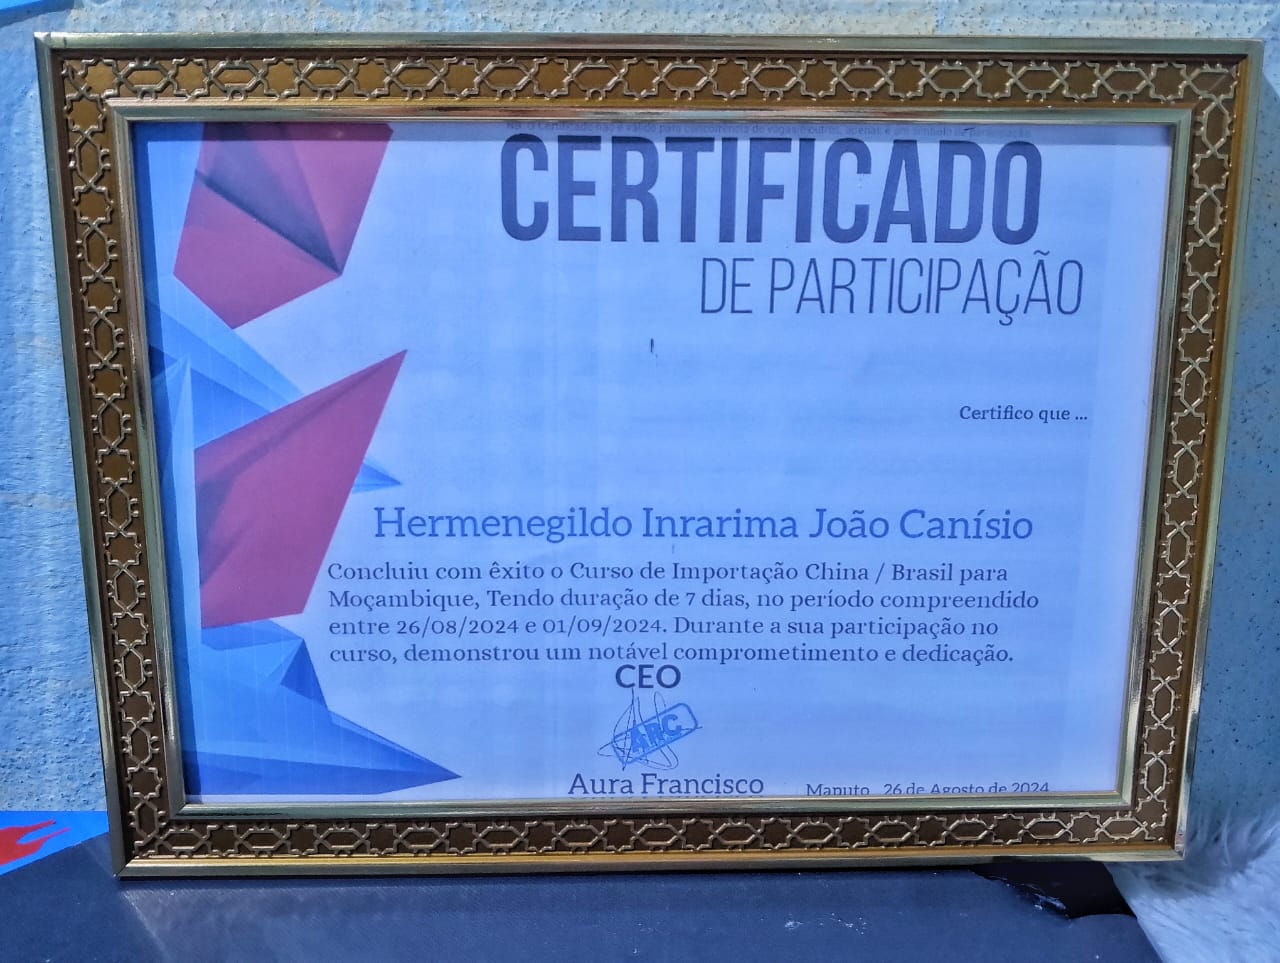 NB: O Certificado não é válido para concorrência de vagas e outros, apenas é um símbolo de participação
CERTIFICADO
DE PARTICIPAÇÃO
Certifico que ...
Hermenegildo Inrarima João Canísio
Concluiu com êxito o Curso de Importação China / Brasil para
Moçambique, Tendo duração de 7 dias, no período compreendido
entre 26/08/2024 e 01/09/2024. Durante a sua participação no
curso, demonstrou um notável comprometimento e dedicação.
CEO
ARC
Aura Francisco
Maputo, 26 de Agosto de 2024